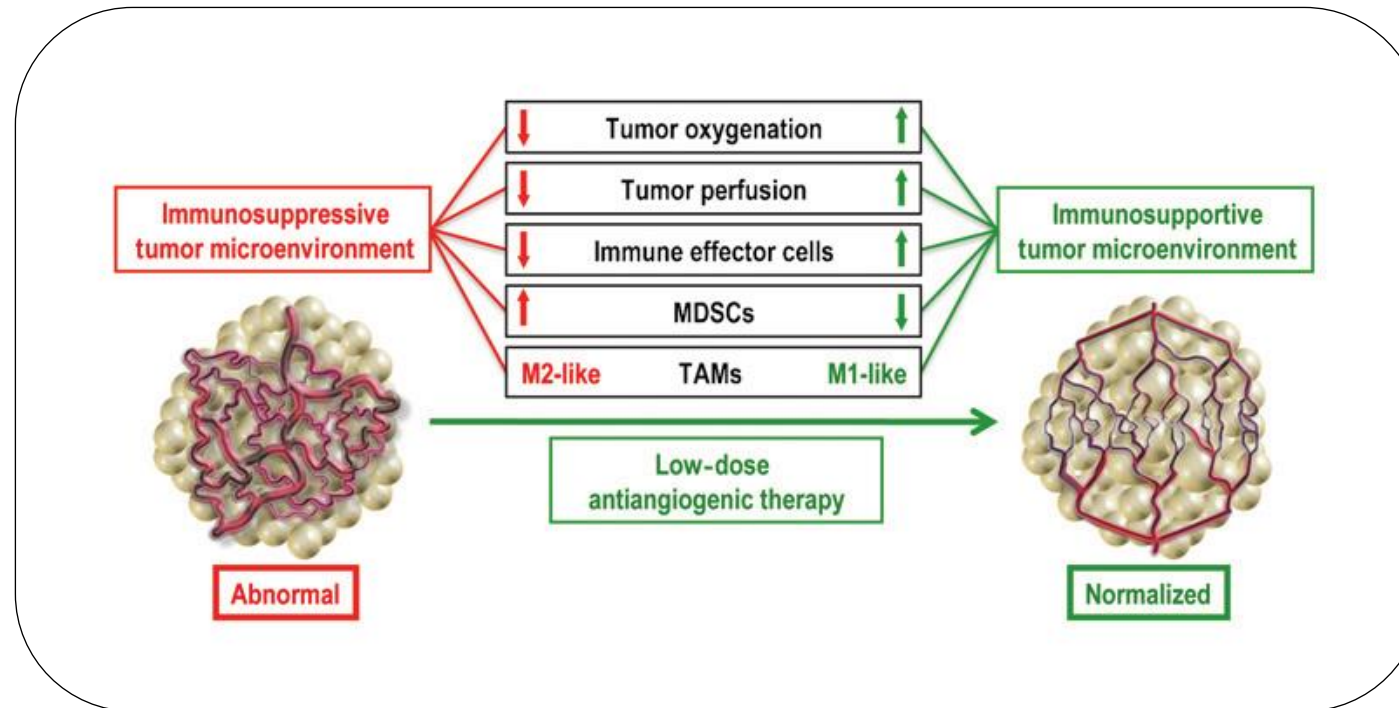 Tumor oxygenation
Tumor perfusion
Immune effector cells
MDSCs
M2-like TAMs M1-like
Immunosuppressive
tumor microenvironment
Immunosupportive
tumor microenvironment
Low-dose
antiangiogenic therapy
Abnormal
Normalized